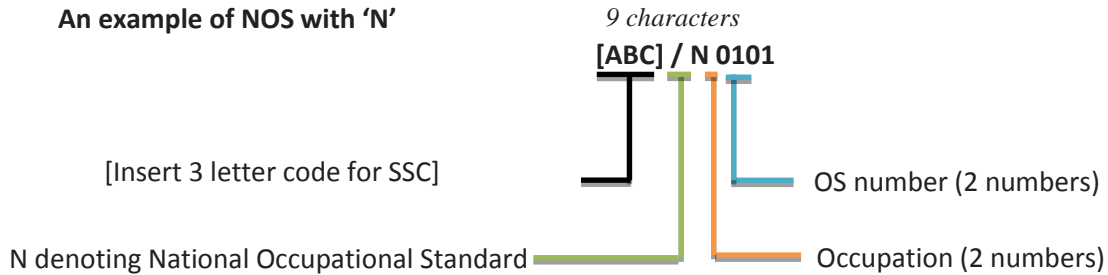 An example of NOS with ‘N’
9 characters
[ABC] / N 0101
[Insert 3 letter code for SSC]
OS number (2 numbers)
N denoting National Occupational Standard
Occupation (2 numbers)